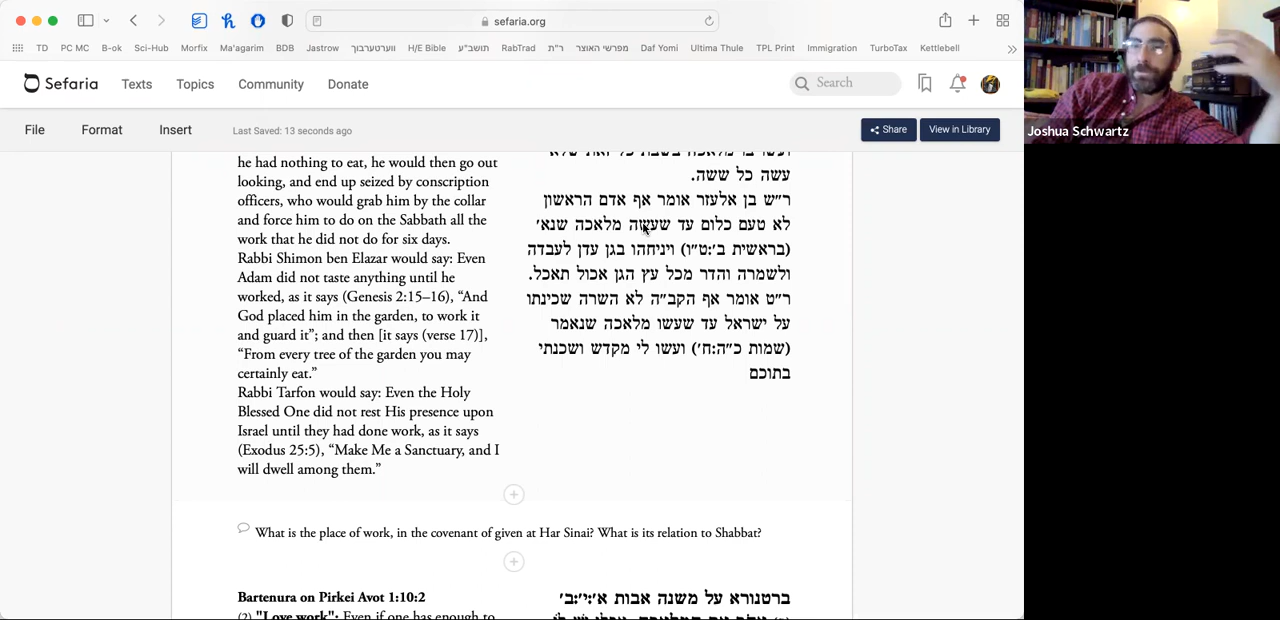 sefaria.org
TD PC MC B-ok Sci-Hub Morfix Ma'agarim BDB Jastrow ווערטערבוך H/E Bible תושב"ע RabTrad ר"ת מפרשי האוצר Daf Yomi Ultima Thule TPL Print Immigration TurboTax Kettlebell
Sefaria Texts Topics Community Donate Search
File Format Insert Last Saved: 13 seconds ago Share View in Library
he had nothing to eat, he would then go out
looking, and end up seized by conscription
officers, who would grab him by the collar
and force him to do on the Sabbath all the
work that he did not do for six days.
Rabbi Shimon ben Elazar would say: Even
Adam did not taste anything until he
worked, as it says (Genesis 2:15–16), “And
God placed him in the garden, to work it
and guard it”; and then [it says (verse 17)],
“From every tree of the garden you may
certainly eat.”
Rabbi Tarfon would say: Even the Holy
Blessed One did not rest His presence upon
Israel until they had done work, as it says
(Exodus 25:5), “Make Me a Sanctuary, and I
will dwell among them.”
עשה כל ששה.
ר״ש בן אלעזר אומר אף אדם הראשון
לא טעם כלום עד שעשה מלאכה שנא׳
(בראשית ב׳:ט״ו) ויניחהו בגן עדן לעבדה
ולשמרה והדר מכל עץ הגן אכול תאכל.
ר״ט אומר אף הקב״ה לא השרה שכינתו
על ישראל עד שעשו מלאכה שנאמר
(שמות כ״ה:ח׳) ועשו לי מקדש ושכנתי
בתוכם
What is the place of work, in the covenant of given at Har Sinai? What is its relation to Shabbat?
Bartenura on Pirkei Avot 1:10:2
(2) "Love work": Even if one has enough to
ברטנורא על משנה אבות א׳:י׳:ב׳
Joshua Schwartz